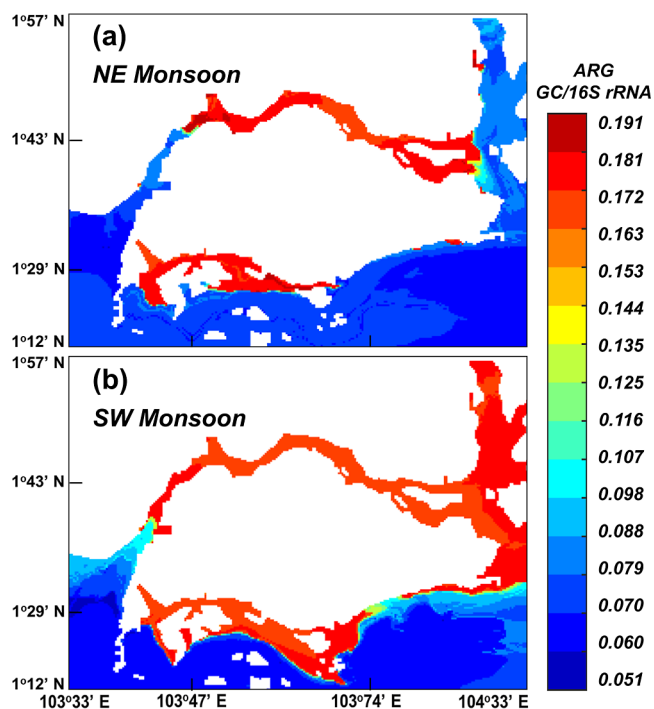 1°57′ N
(a)
NE Monsoon
1°43′ N
1°29′ N
1°12′ N
1°57′ N
(b)
SW Monsoon
1°43′ N
1°29′ N
1°12′ N
103°33′ E
103°47′ E
103°74′ E
104°33′ E
ARG
GC/16S rRNA
0.191
0.181
0.172
0.163
0.153
0.144
0.135
0.125
0.116
0.107
0.098
0.088
0.079
0.070
0.060
0.051